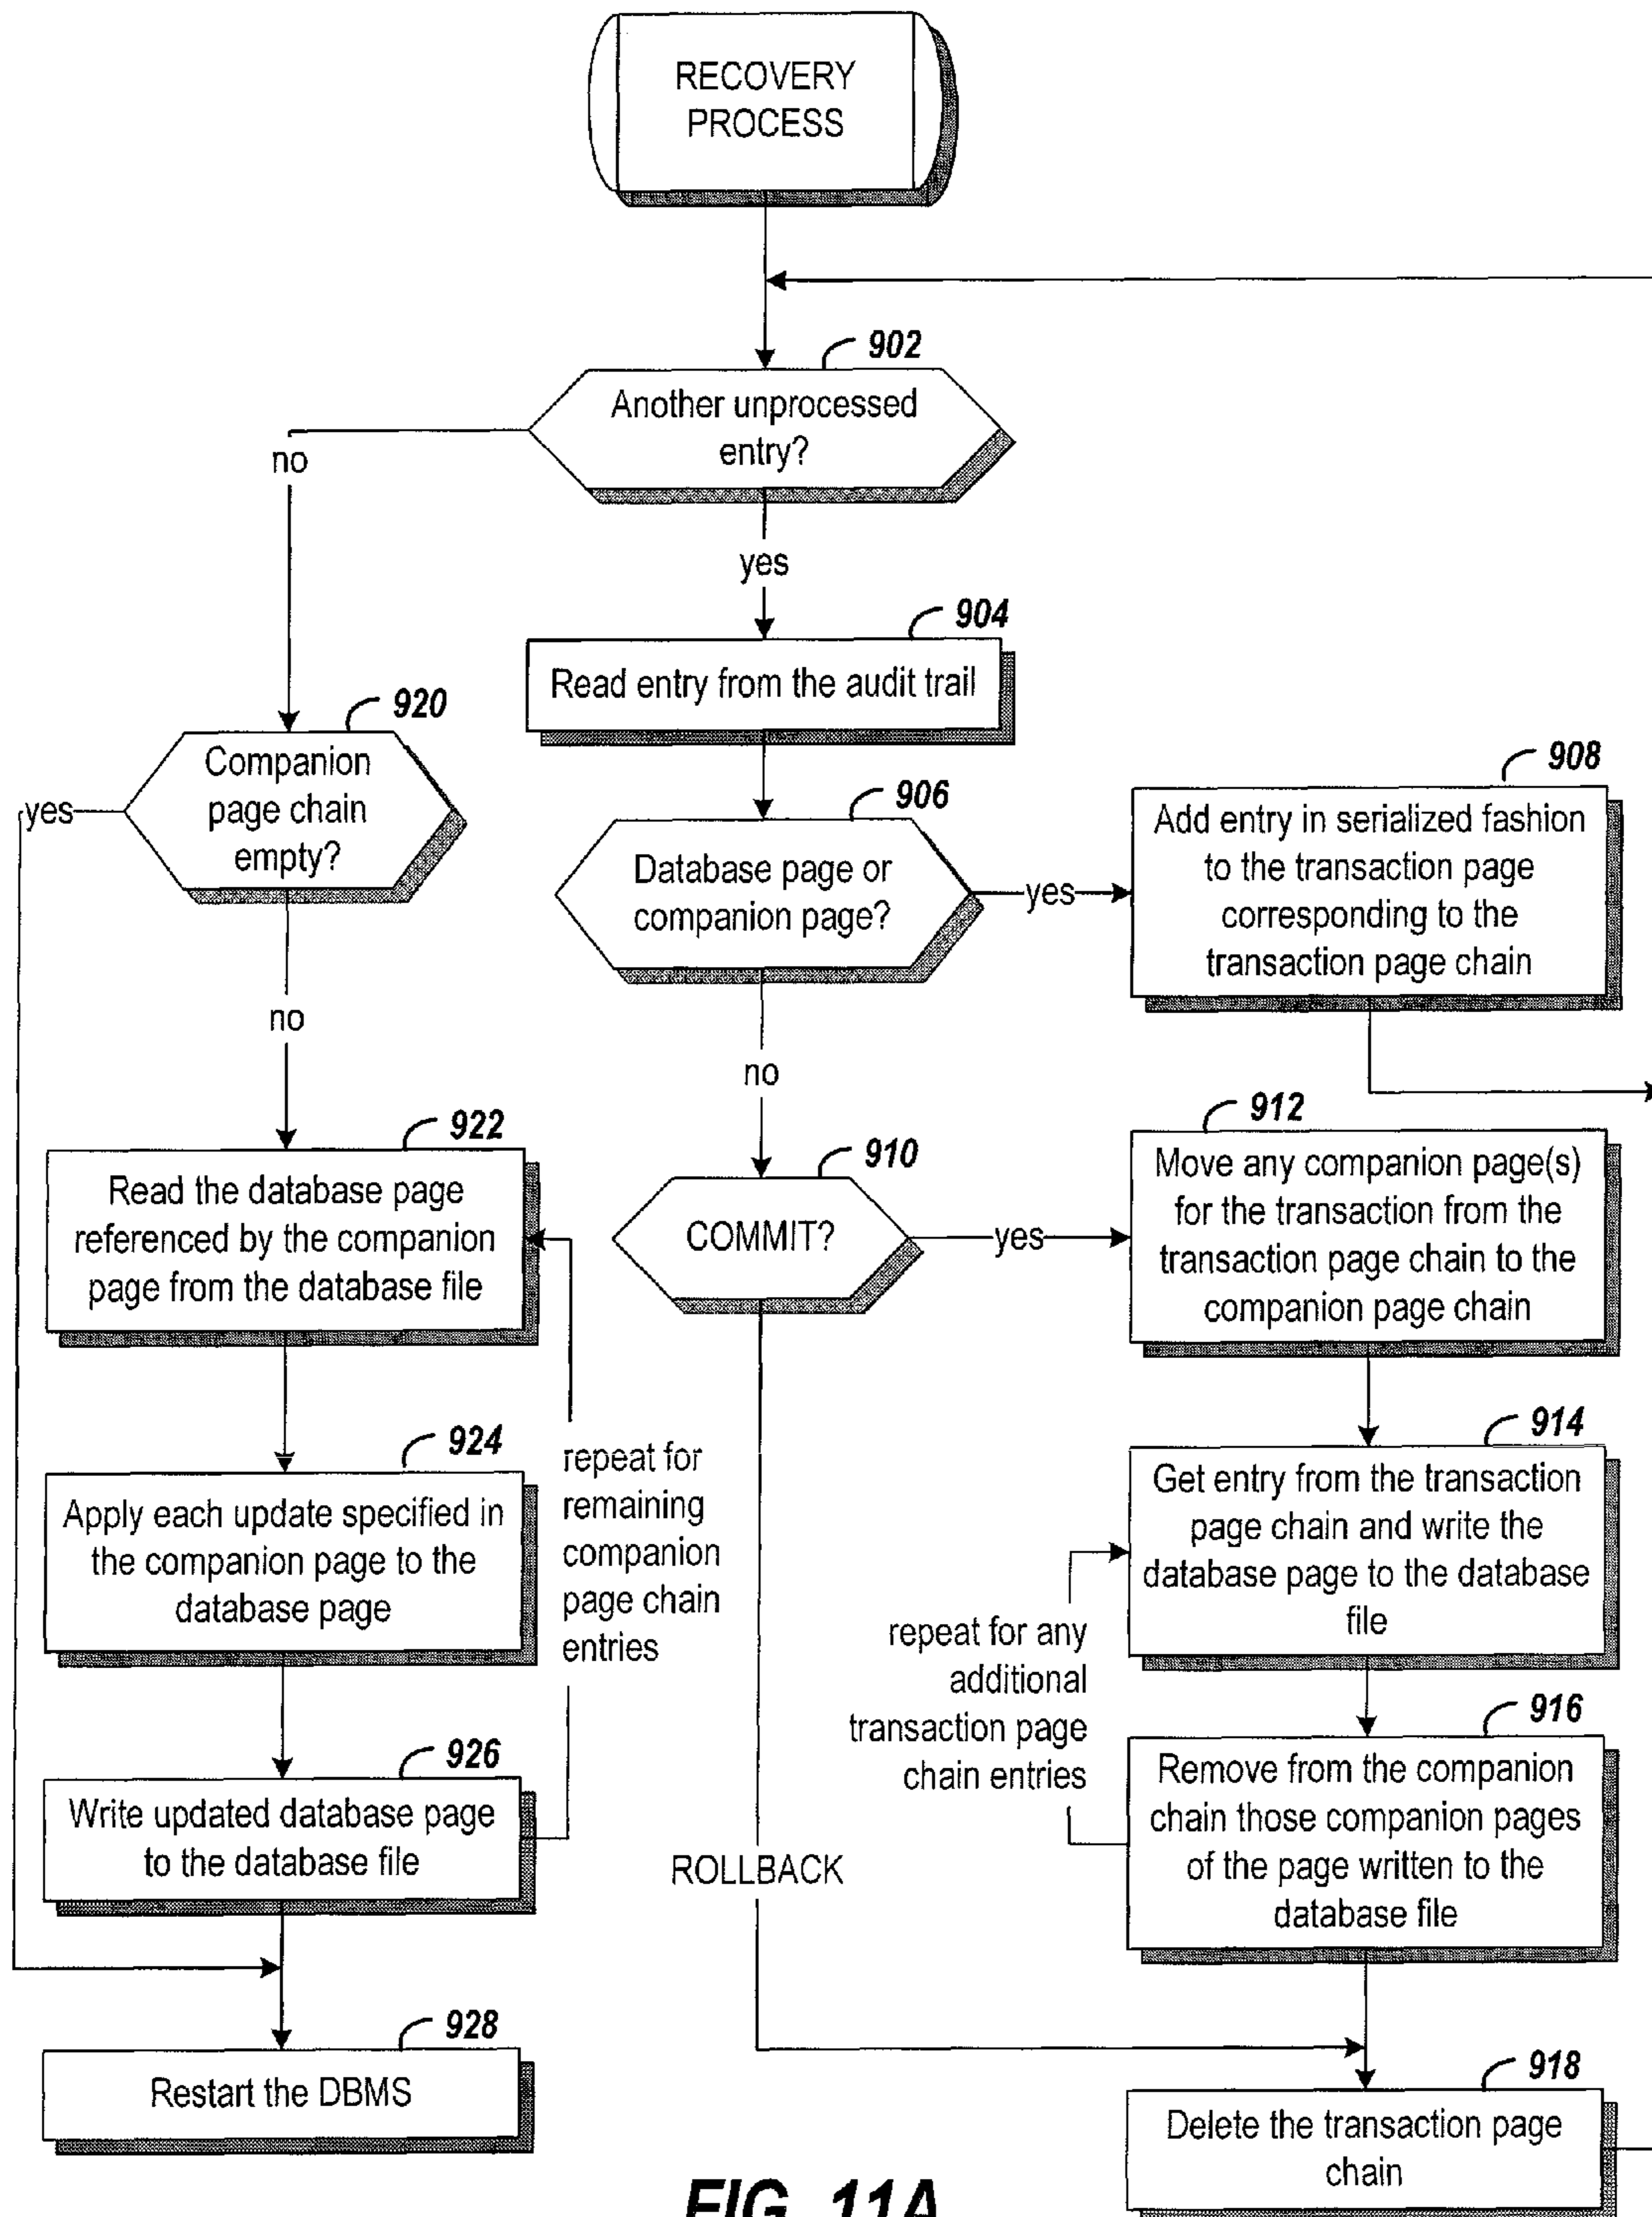 RECOVERY
PROCESS
902
Another unprocessed
entry?
no
yes
904
Read entry from the audit trail
920
Companion
page chain
empty?
yes
no
906
Database page or
companion page?
yes
no
908
Add entry in serialized fashion
to the transaction page
corresponding to the
transaction page chain
910
COMMIT?
yes
912
Move any companion page(s)
for the transaction from the
transaction page chain to the
companion page chain
922
Read the database page
referenced by the companion
page from the database file
924
Apply each update specified in
the companion page to the
database page
repeat for
remaining
companion
page chain
entries
914
Get entry from the transaction
page chain and write the
database page to the database
file
repeat for any
additional
transaction page
chain entries
916
Remove from the companion
chain those companion pages
of the page written to the
database file
926
Write updated database page
to the database file
ROLLBACK
928
Restart the DBMS
918
Delete the transaction page
chain
FIG. 11A